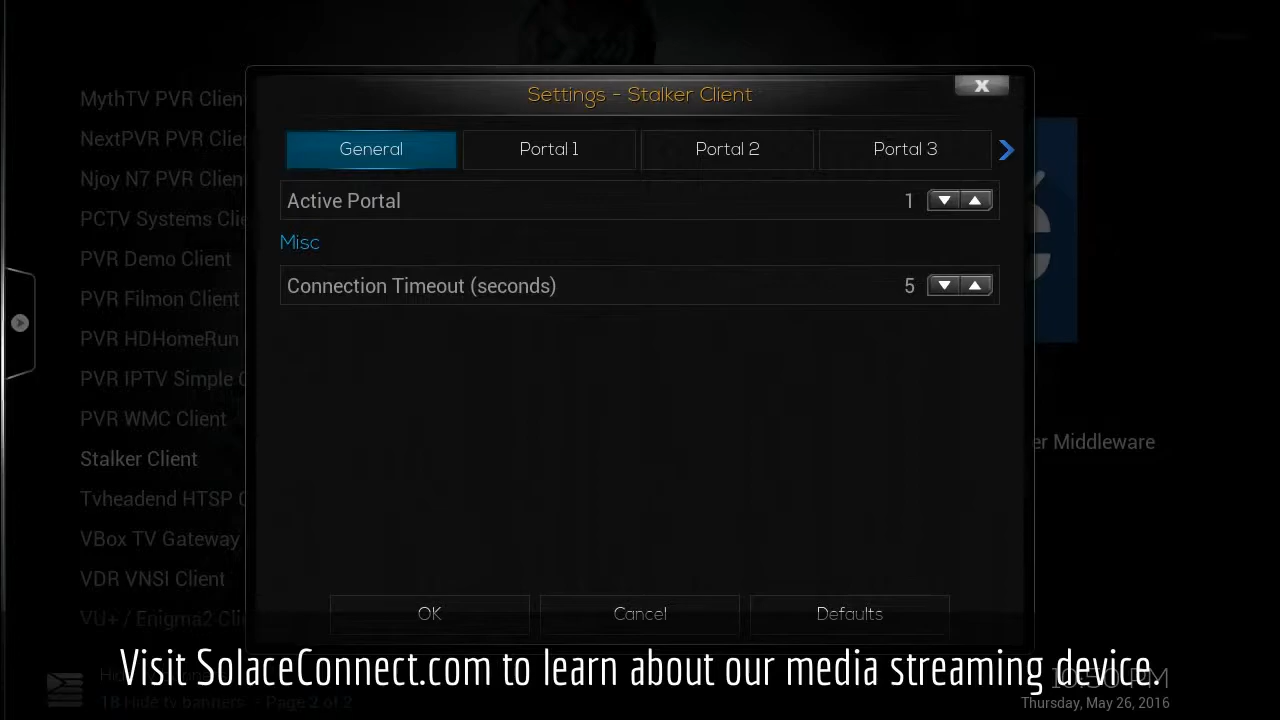 Settings - Stalker Client
x
General
Portal 1
Portal 2
Portal 3
Active Portal
1
Misc
Connection Timeout (seconds)
5
OK
Cancel
Defaults
MythTV PVR Clien
NextPVR PVR Clie
Njoy N7 PVR Clien
PCTV Systems Clie
PVR Demo Client
PVR Filmon Client
PVR HDHomeRun
PVR IPTV Simple
PVR WMC Client
Stalker Client
Tvheadend HTSP
VBox TV Gateway
VDR VNSI Client
VU+ / Enigma2 Cli
er Middleware
Visit SolaceConnect.com to learn about our media streaming device.
10:50 PM
18 Hide tv banners - Page 2 of 2
Thursday, May 26, 2016